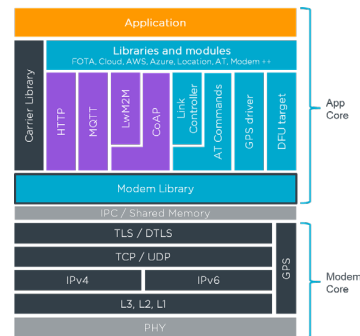 Application
Carrier Library
Libraries and modules
FOTA, Cloud, AWS, Azure, Location, AT, Modem ++
HTTP
MQTT
LwM2M
CoAP
Link
Controller
AT Commands
GPS driver
DFU target
App
Core
Modem Library
IPC / Shared Memory
TLS / DTLS
TCP / UDP
IPv4
IPv6
L3, L2, L1
GPS
Modem
Core
PHY